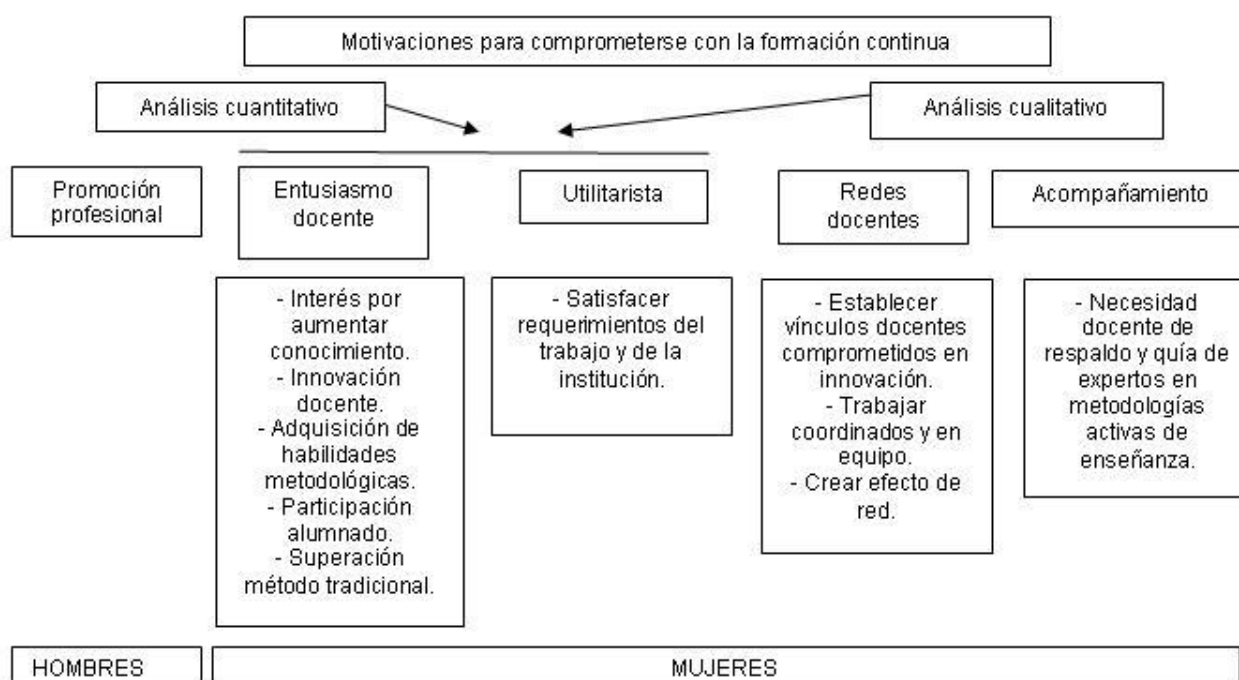 Motivaciones para comprometerse con la formación continua
Análisis cuantitativo
Análisis cualitativo
Promoción
profesional
Entusiasmo
docente
Utilitarista
Redes
docentes
Acompañamiento
- Interés por
aumentar
conocimiento.
- Innovación
docente.
- Adquisición de
habilidades
metodológicas.
- Participación
alumnado.
- Superación
método tradicional.
- Satisfacer
requerimientos del
trabajo y de la
institución.
- Establecer
vínculos docentes
comprometidos en
innovación.
- Trabajar
coordinados y en
equipo.
- Crear efecto de
red.
- Necesidad
docente de
respaldo y quía de
expertos en
metodologías
activas de
enseñanza.
HOMBRES
MUJERES